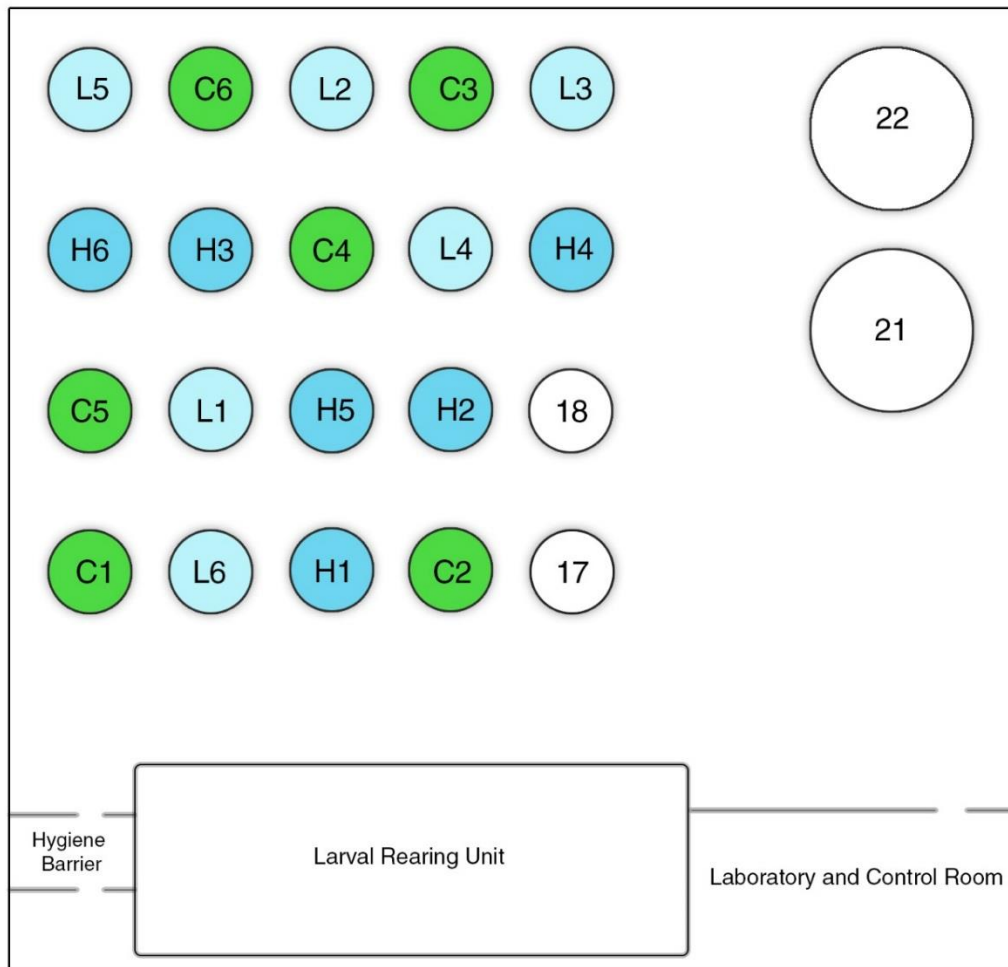 L5 C6 L2 C3 L3
22
H6 H3 C4 L4 H4
21
C5 L1 H5 H2 18
C1 L6 H1 C2 17
Hygiene
Barrier
Larval Rearing Unit
Laboratory and Control Room